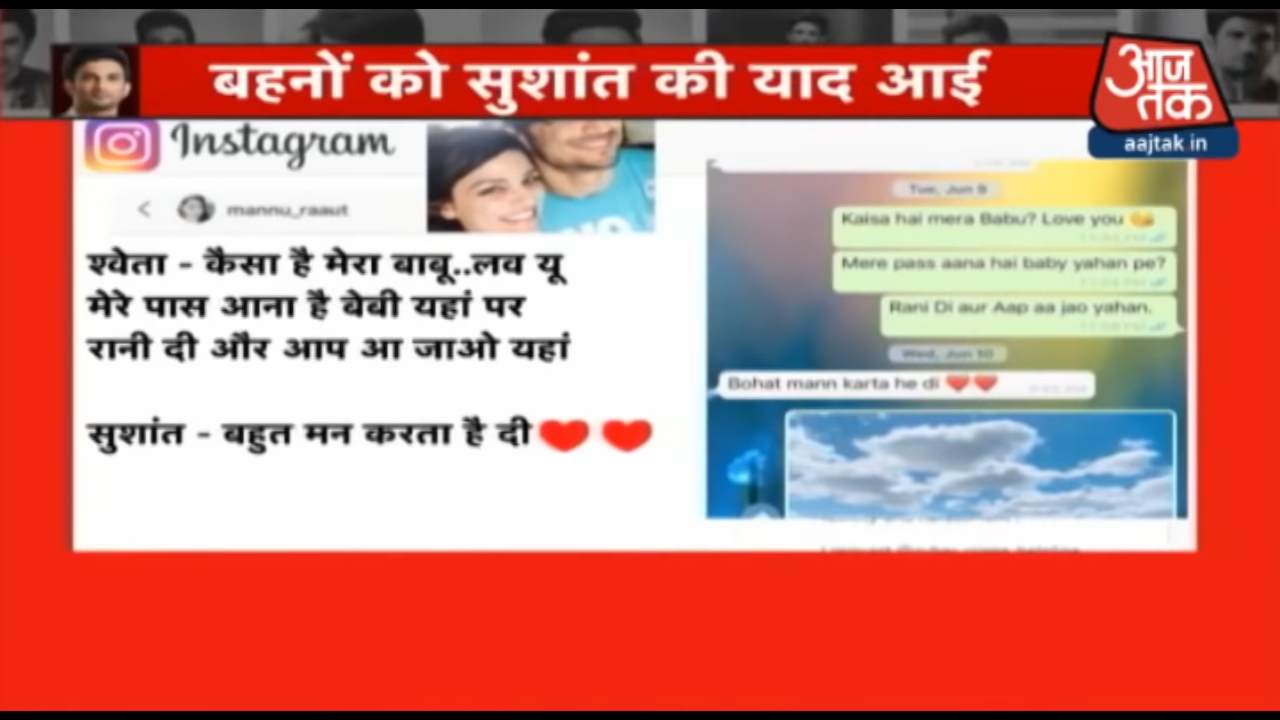 बहनों को सुशांत की याद आई
आज
तक
aajtak.in
Instagram
mannu_raaut
श्वेता - कैसा है मेरा बाबू..लव यू
मेरे पास आना है बेबी यहां पर
रानी दी और आप आ जाओ यहां
सुशांत - बहुत मन करता है दी❤️ ❤️
Tue, Jun 9
Kaisa hai mera Babu? Love you 😘
Mere pass aana hai baby yahan pe?
Rani Di aur Aap aa jao yahan.
Wed, Jun 10
Bohat mann karta he di ❤️❤️